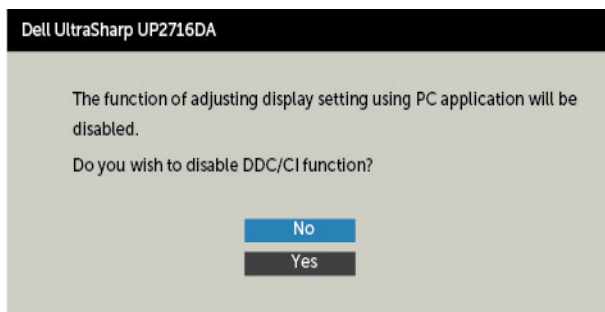 Dell UltraSharp UP2716DA
The function of adjusting display setting using PC application will be
disabled.
Do you wish to disable DDC/CI function?
No
Yes